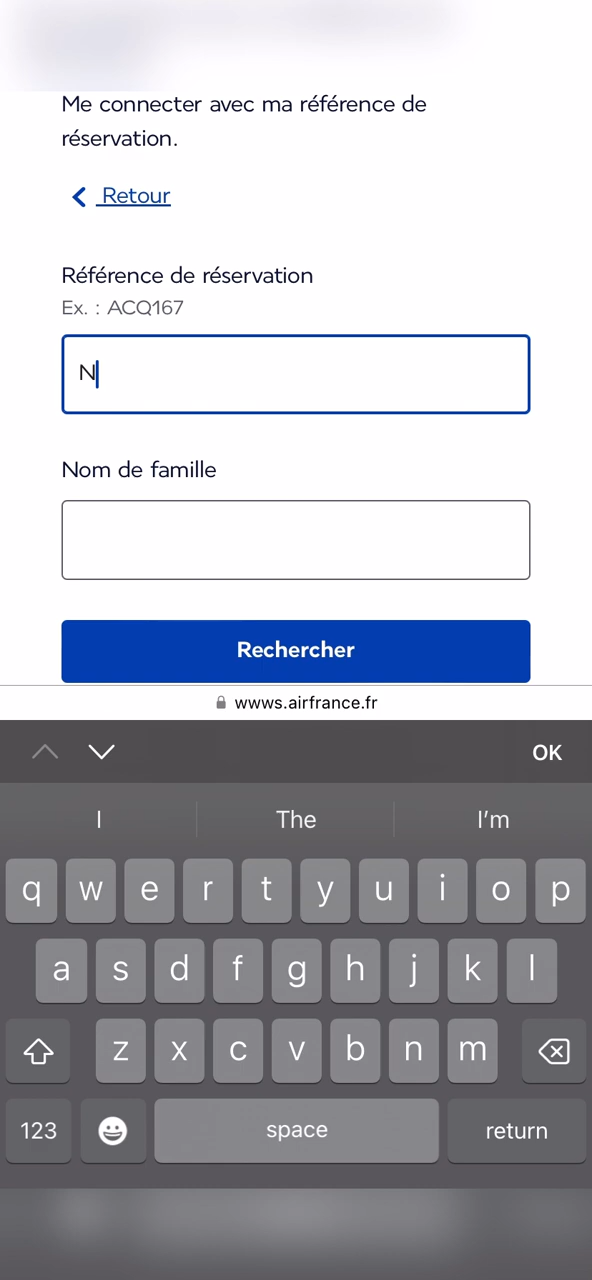 Me connecter avec ma référence de
réservation.
Retour
Référence de réservation
Ex. : ACQ167
N
Nom de famille
Rechercher
wwws.airfrance.fr
OK
I The I’m
q w e r t y u i o p
a s d f g h j k l
z x c v b n m
123 space return